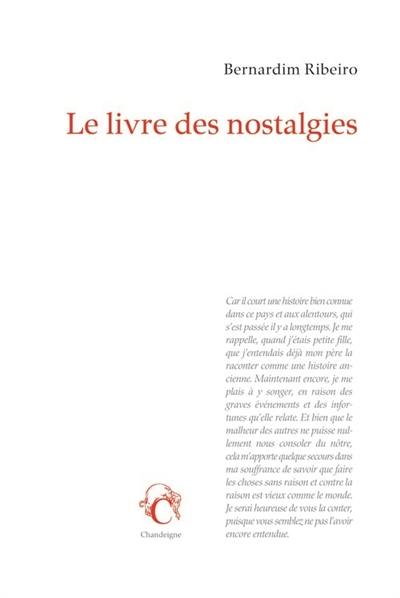 Bernardim Ribeiro
Le livre des nostalgies
Car il court une histoire bien connue
dans ce pays et aux alentours, qui
s'est passée il y a longtemps. Je me
rappelle, quand j'étais petite fille,
que j'entendais déjà mon père la
raconter comme une histoire an-
cienne. Maintenant encore, je me
plais à y songer, en raison des
graves événements et des infor-
tunes qu'elle relate. Et bien que le
malheur des autres ne puisse nul-
lement nous consoler du nôtre,
cela m'apporte quelque secours dans
ma souffrance de savoir que faire
les choses sans raison et contre la
raison est vieux comme le monde.
Je serai heureuse de vous la conter,
puisque vous semblez ne pas l'avoir
encore entendue.
C
Chandeigne